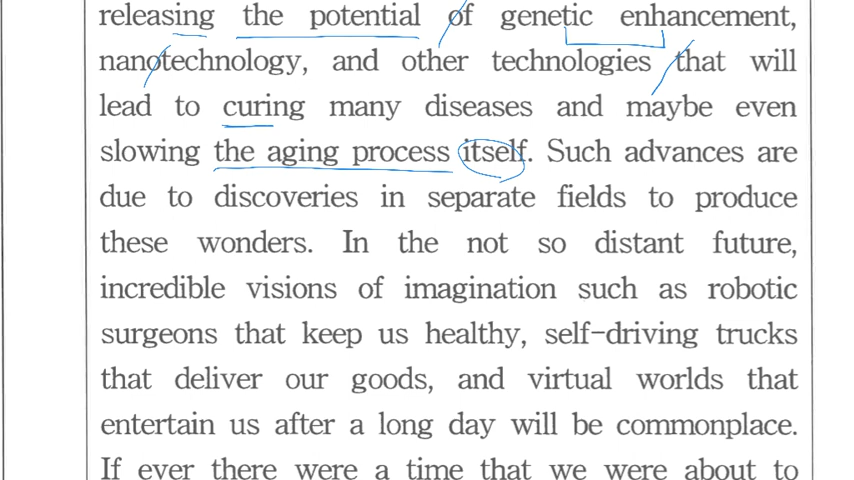 releasing the potential of genetic enhancement,
nanotechnology, and other technologies that will
lead to curing many diseases and maybe even
slowing the aging process itself. Such advances are
due to discoveries in separate fields to produce
these wonders. In the not so distant future,
incredible visions of imagination such as robotic
surgeons that keep us healthy, self-driving trucks
that deliver our goods, and virtual worlds that
entertain us after a long day will be commonplace.
If ever there were a time that we were about to